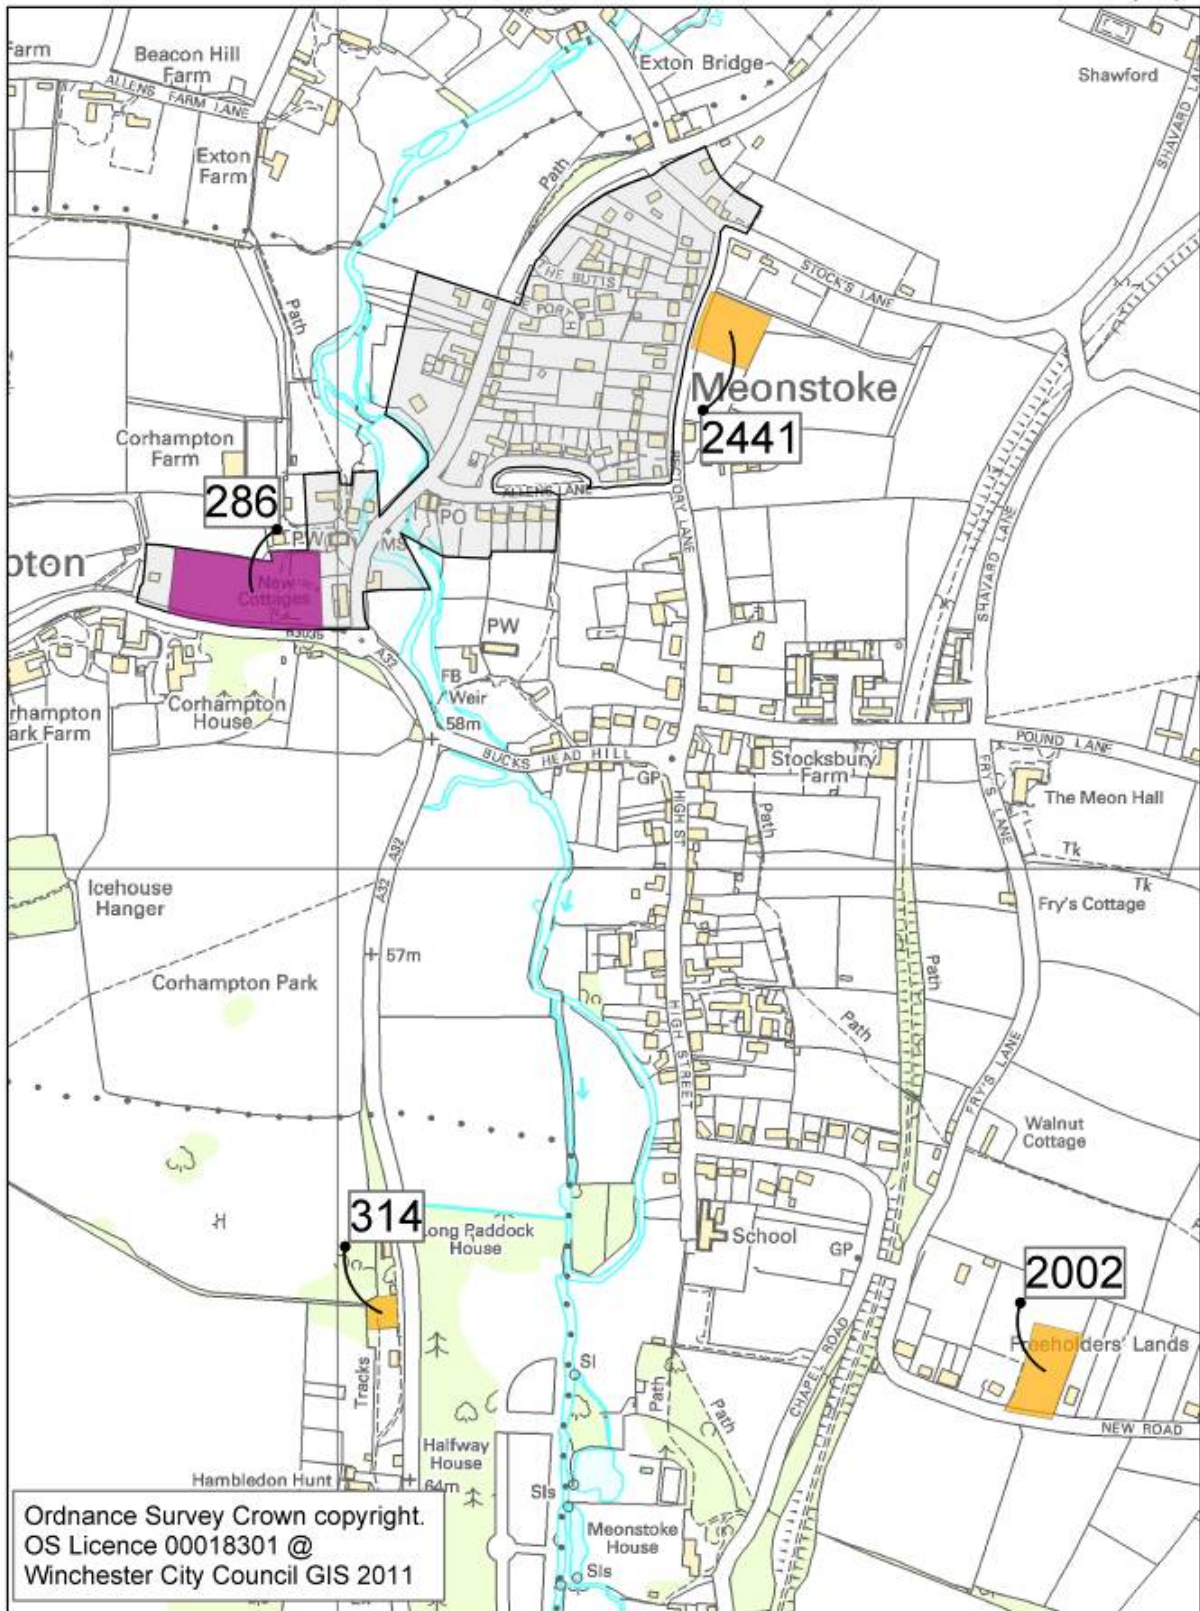 Farm
Beacon Hill
Farm
ALLENS FARM LANE
Exton Bridge
Shawford
SHAVARD LANE
Exton
Farm
Path
Path
THE BUTTS
PORTH
STOCK'S LANE
Meonstoke
2441
Corhampton
Farm
286
ALLENS LANE
RECTORY LANE
SHAVARD LANE
PO
PW
MS
pton
New
Cottages
B3035
A32
PW
FB
Weir
58m
Corhampton
House
rhampton
ark Farm
BUCKS HEAD HILL
GP
Stocksbury
Farm
POUND LANE
FRY'S LANE
The Meon Hall
HIGH ST
Path
Tk
Tk
A32
A32
Icehouse
Hanger
Fry's Cottage
57m
Corhampton Park
Path
Path
HIGH STREET
FRY'S LANE
Walnut
Cottage
314
Long Paddock
House
School
GP
2002
Freeholders' Lands
CHAPEL ROAD
Sl
Tracks
Path
Path
NEW ROAD
Halfway
House
Hambledon Hunt
64m
Sls
Meonstoke
House
Sls
Ordnance Survey Crown copyright.
OS Licence 00018301 @
Winchester City Council GIS 2011